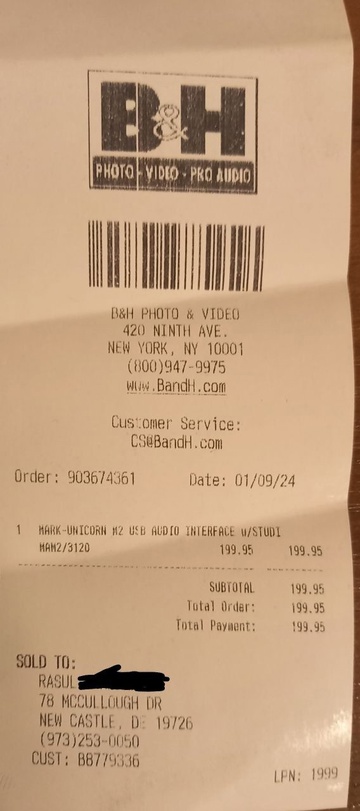 B&H
PHOTO - VIDEO - PRO AUDIO
B&H PHOTO & VIDEO
420 NINTH AVE.
NEW YORK, NY 10001
(800)947-9975
www.BandH.com
Customer Service:
CS@BandH.com
Order: 903674361 Date: 01/09/24
1 MARK-UNICORN M2 USB AUDIO INTERFACE w/STUDI
MAM2/3120 199.95 199.95
SUBTOTAL 199.95
Total Order: 199.95
Total Payment: 199.95
SOLD TO:
RASUL
78 MCCULLOUGH DR
NEW CASTLE, DE 19726
(973)253-0050
CUST: BB779336
LPN: 1999